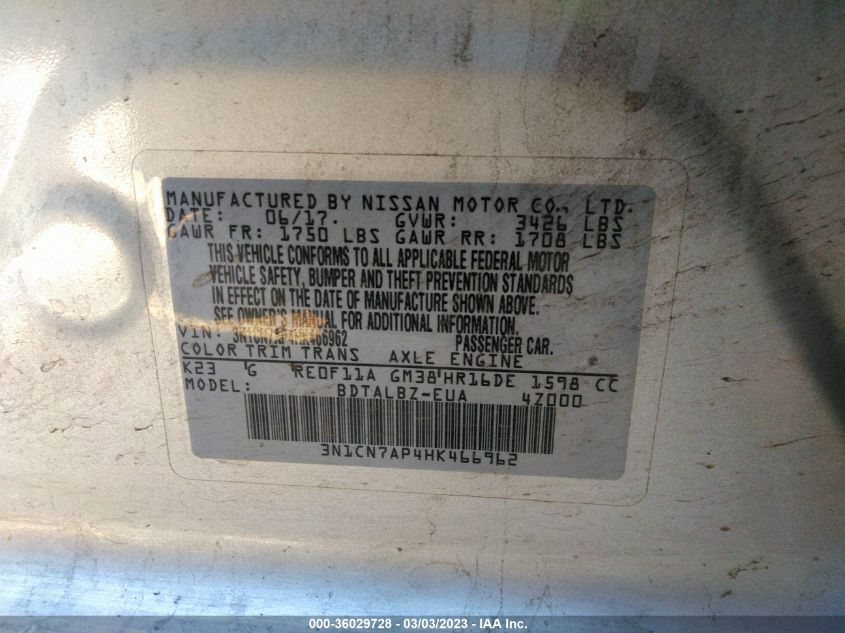 MANUFACTURED BY NISSAN MOTOR CO., LTD.
DATE: 06/17. GVWR: 3426 LBS
GAWR FR: 1750 LBS GAWR RR: 1708 LBS
THIS VEHICLE CONFORMS TO ALL APPLICABLE FEDERAL MOTOR
VEHICLE SAFETY, BUMPER AND THEFT PREVENTION STANDARDS
IN EFFECT ON THE DATE OF MANUFACTURE SHOWN ABOVE.
SEE OWNER'S MANUAL FOR ADDITIONAL INFORMATION.
VIN: 3N1CN7AP4HK466962 PASSENGER CAR.
COLOR TRIM TRANS AXLE ENGINE
K23 G RE0F11A GM38 HR16DE 1598 CC
MODEL: BDTALBZ-EUA 4Z000
3N1CN7AP4HK466962
000-36029728 - 03/03/2023 - IAA Inc.